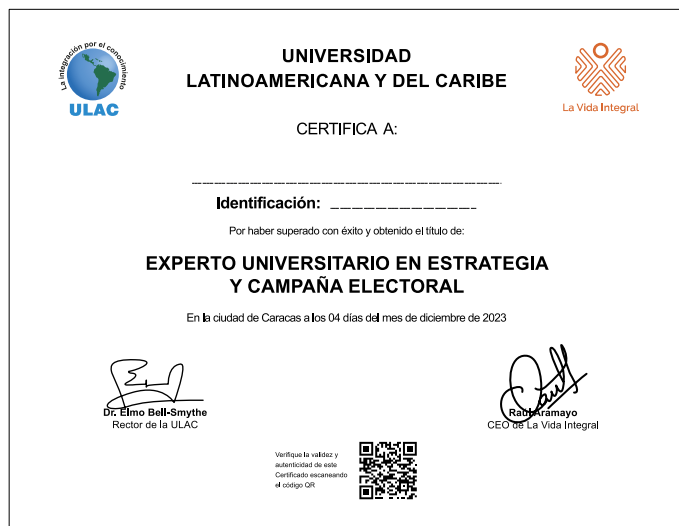 La integración por el conocimiento
ULAC
UNIVERSIDAD
LATINOAMERICANA Y DEL CARIBE
La Vida Integral
CERTIFICA A:
Identificación:
Por haber superado con éxito y obtenido el título de:
EXPERTO UNIVERSITARIO EN ESTRATEGIA
Y CAMPAÑA ELECTORAL
En la ciudad de Caracas a los 04 días del mes de diciembre de 2023
Dr. Elmo Bell-Smythe
Rector de la ULAC
Raúl Aramayo
CEO de La Vida Integral
Verifique la validez y
autenticidad de este
Certificado escaneando
el código QR